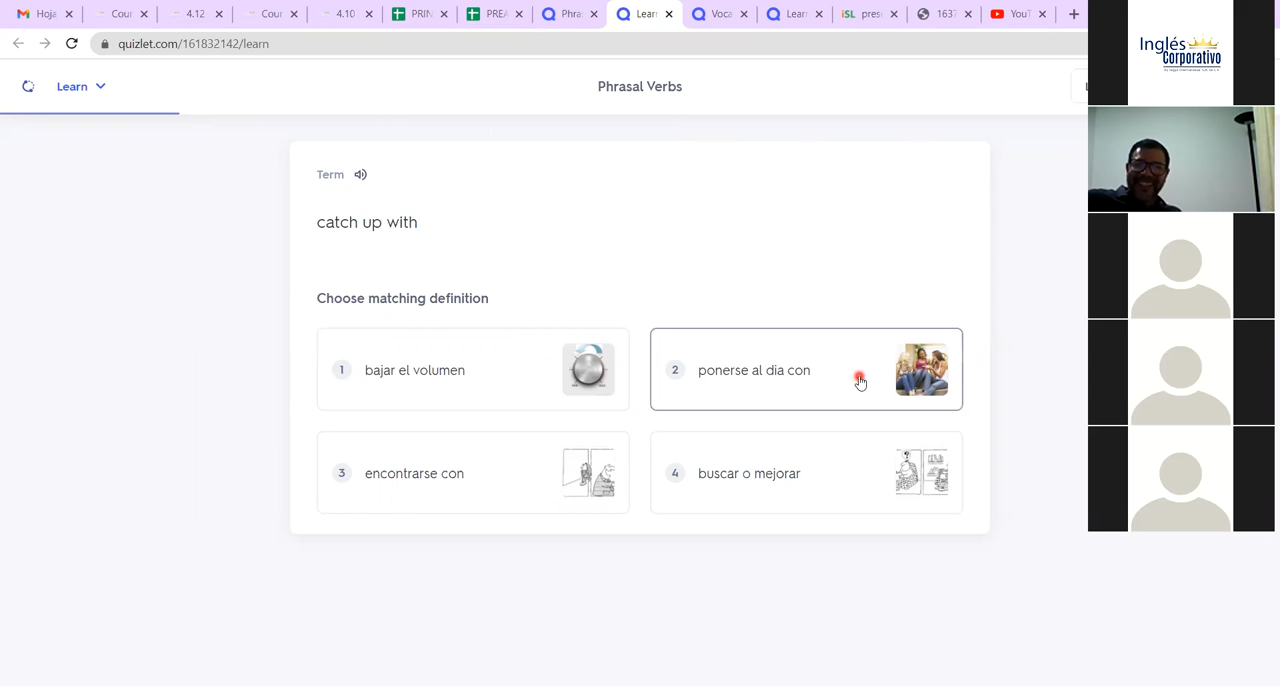 Hoja
Cour
4.12
Cour
4.10
PRIN
PREA
Phra
Learn
Voca
Learn
iSL pres
1637
YouT
quizlet.com/161832142/learn
Learn
Phrasal Verbs
L
Inglés
Corporativo
Term
catch up with
Choose matching definition
1 bajar el volumen
2 ponerse al dia con
3 encontrarse con
4 buscar o mejorar